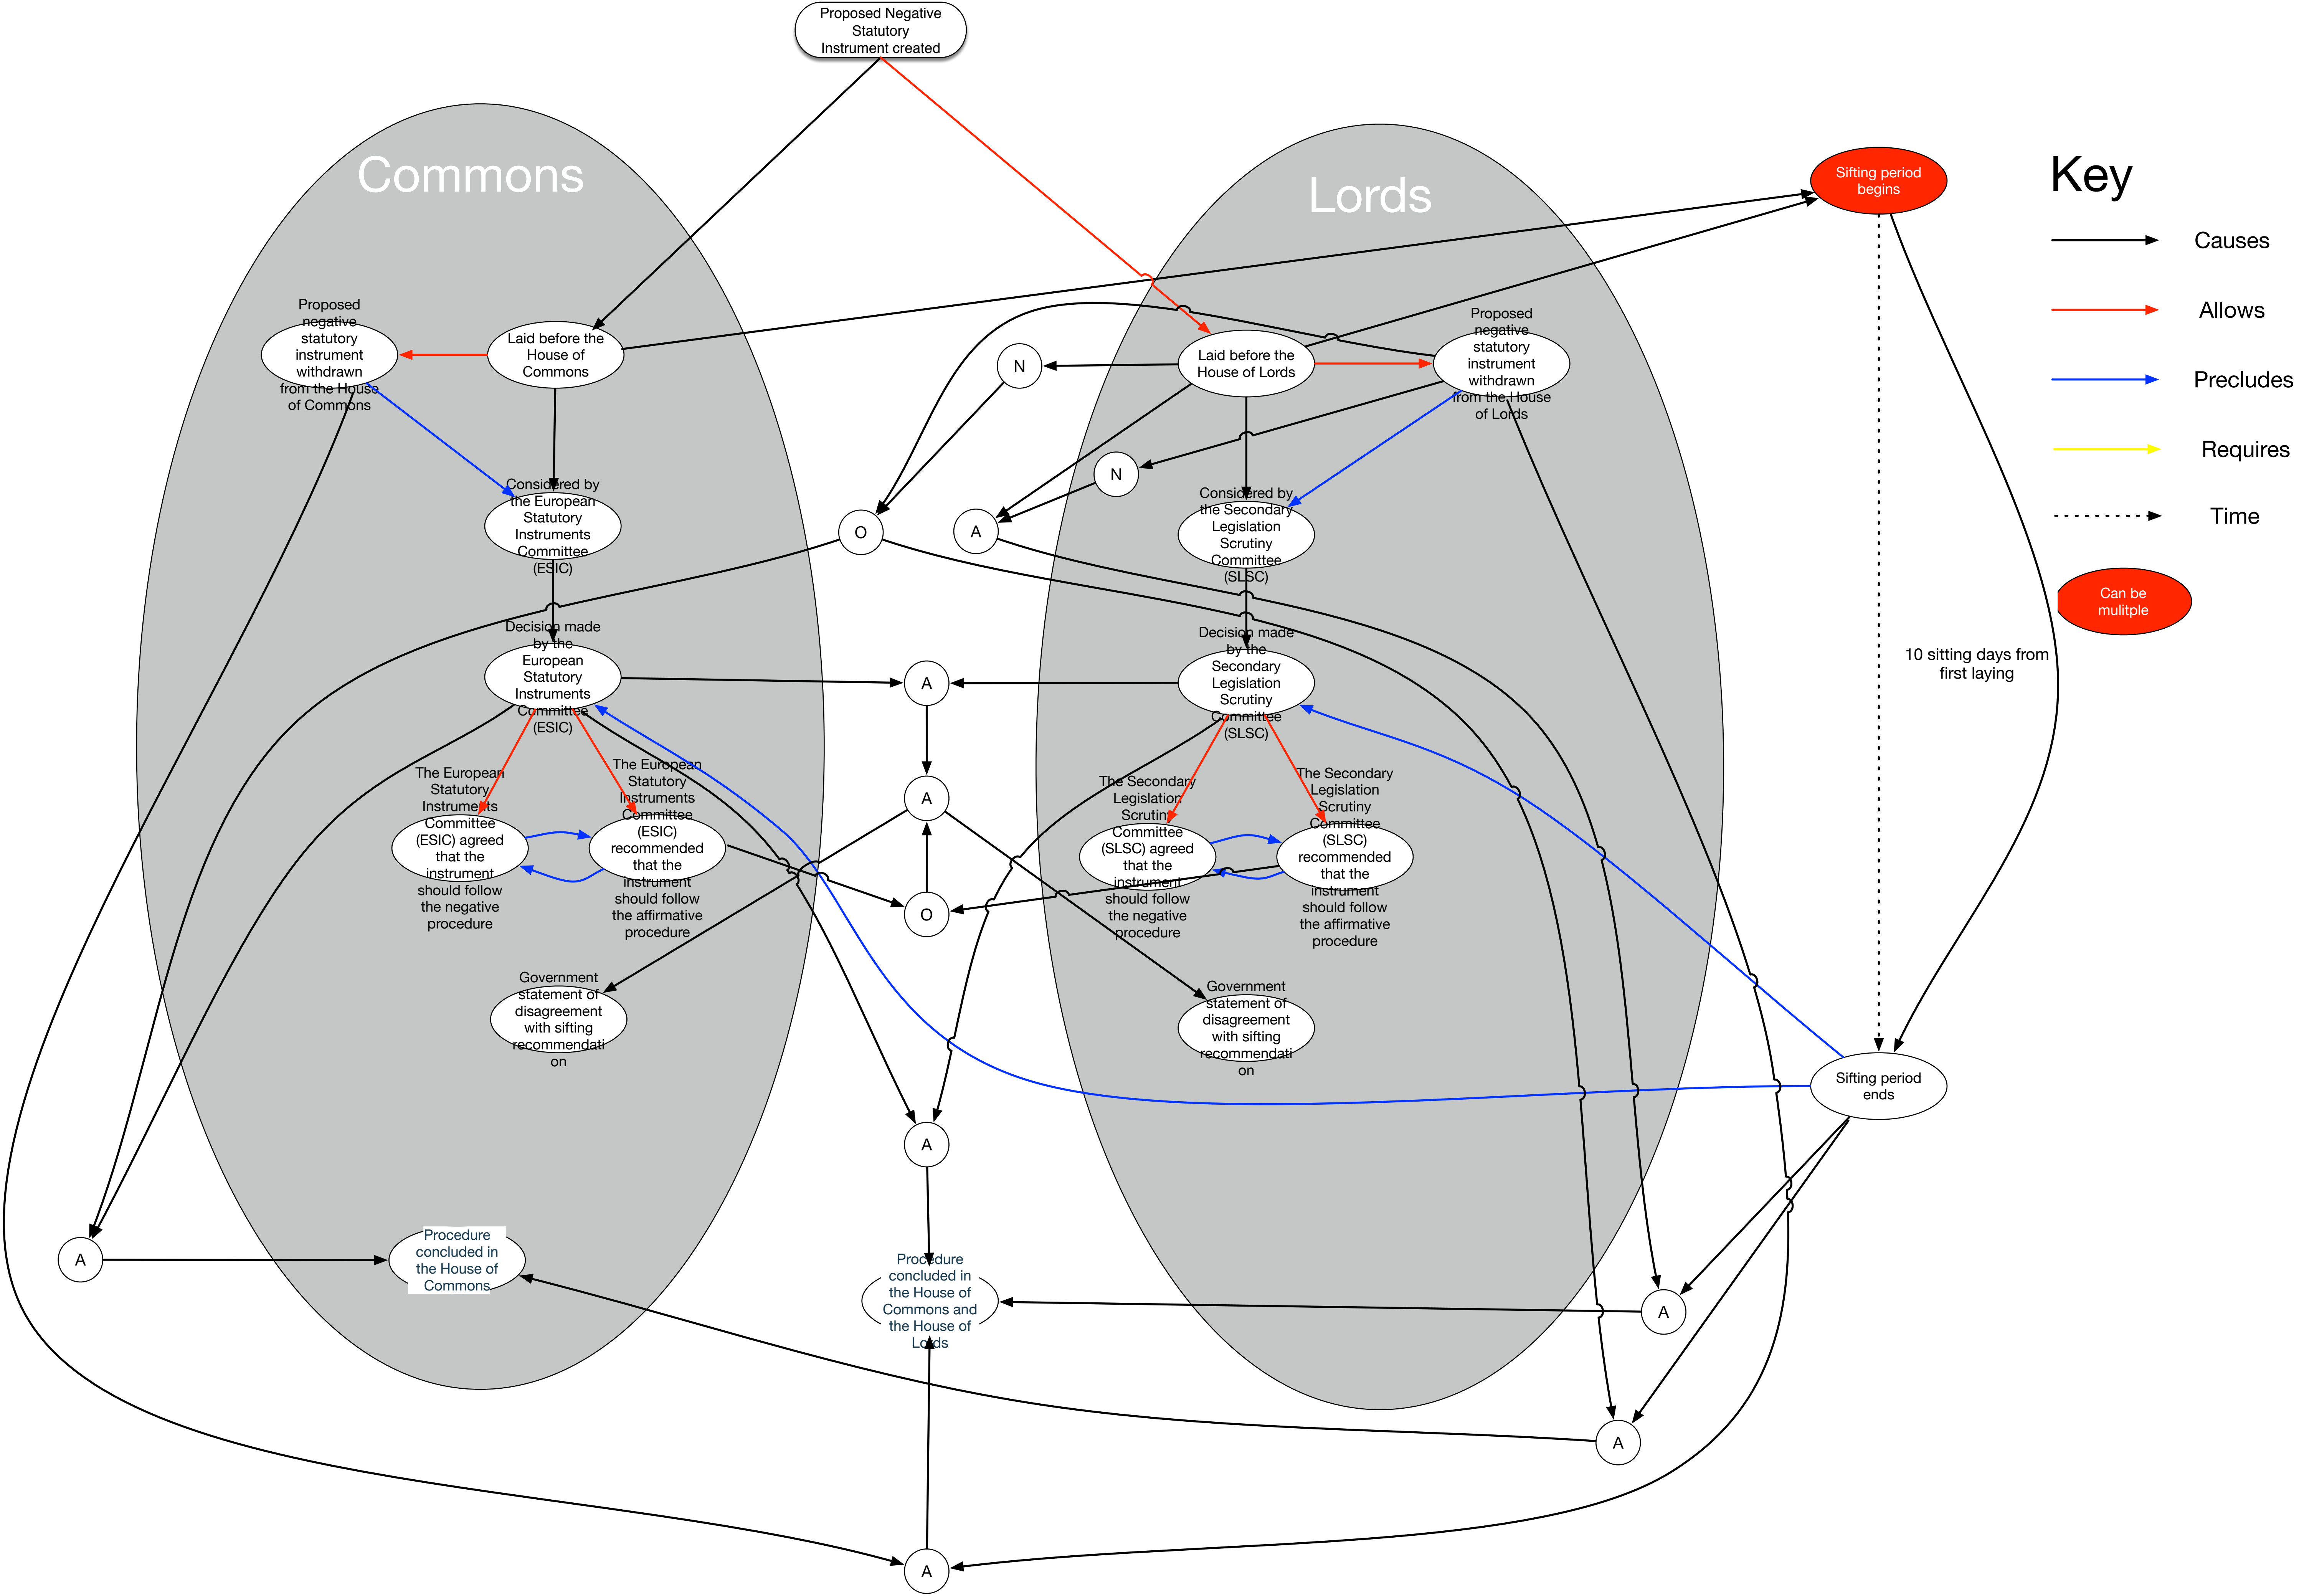 Proposed Negative
Statutory
Instrument created
Commons
Lords
Sifting period
begins
Key
Causes
Allows
Precludes
Requires
Time
Can be
mulitple
Proposed
negative
statutory
instrument
withdrawn
from the House
of Commons
Laid before the
House of
Commons
N
Laid before the
House of Lords
Proposed
negative
statutory
instrument
withdrawn
from the House
of Lords
N
Considered by
the European
Statutory
Instruments
Committee
(ESIC)
O
A
Considered by
the Secondary
Legislation
Scrutiny
Committee
(SLSC)
Decision made
by the
European
Statutory
Instruments
Committee
(ESIC)
A
Decision made
by the
Secondary
Legislation
Scrutiny
Committee
(SLSC)
10 sitting days from
first laying
The European
Statutory
Instruments
Committee
(ESIC) agreed
that the
instrument
should follow
the negative
procedure
The European
Statutory
Instruments
Committee
(ESIC)
recommended
that the
instrument
should follow
the affirmative
procedure
A
O
The Secondary
Legislation
Scrutiny
Committee
(SLSC) agreed
that the
instrument
should follow
the negative
procedure
The Secondary
Legislation
Scrutiny
Committee
(SLSC)
recommended
that the
instrument
should follow
the affirmative
procedure
Government
statement of
disagreement
with sifting
recommendati
on
Government
statement of
disagreement
with sifting
recommendati
on
Sifting period
ends
A
A
Procedure
concluded in
the House of
Commons
Procedure
concluded in
the House of
Commons and
the House of
Lords
A
A
A